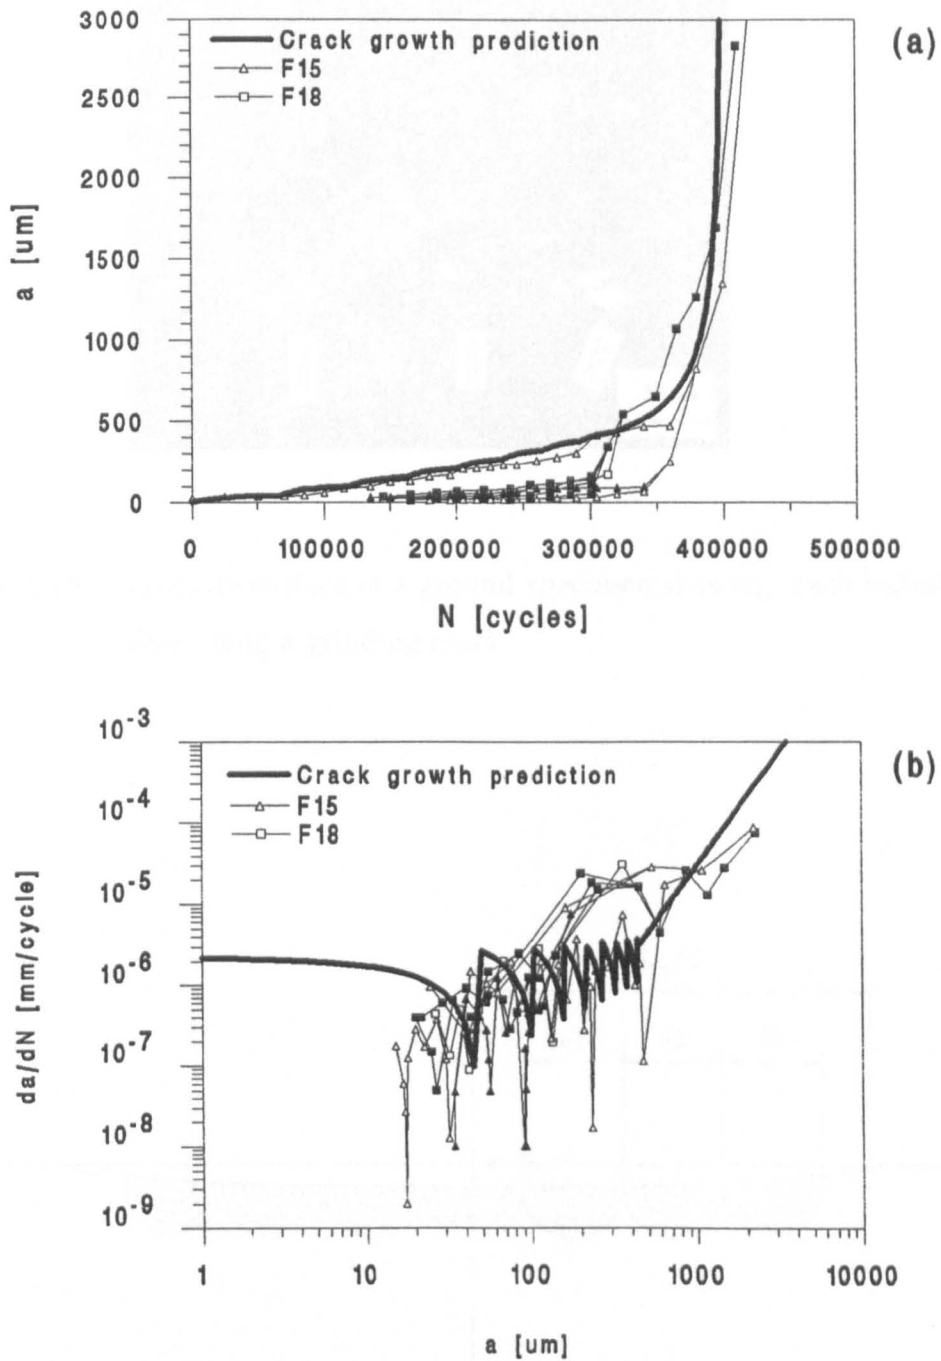 3000
2500
2000
1500
1000
500
0
a [um]
Crack growth prediction
F15
F18
(a)
0 100000 200000 300000 400000 500000
N [cycles]
10-3
10-4
10-5
10-6
10-7
10-8
10-9
da/dN [mm/cycle]
Crack growth prediction
F15
F18
(b)
1 10 100 1000 10000
a [um]